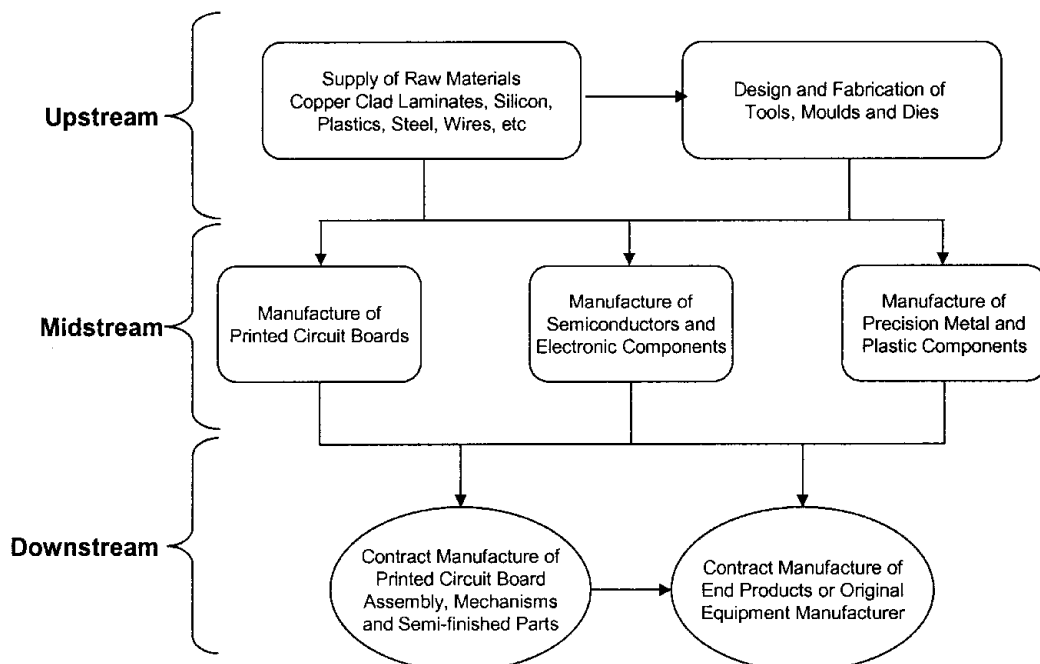 Upstream
Supply of Raw Materials
Copper Clad Laminates, Silicon,
Plastics, Steel, Wires, etc
Design and Fabrication of
Tools, Moulds and Dies
Midstream
Manufacture of
Printed Circuit Boards
Manufacture of
Semiconductors and
Electronic Components
Manufacture of
Precision Metal and
Plastic Components
Downstream
Contract Manufacture of
Printed Circuit Board
Assembly, Mechanisms
and Semi-finished Parts
Contract Manufacture of
End Products or Original
Equipment Manufacturer